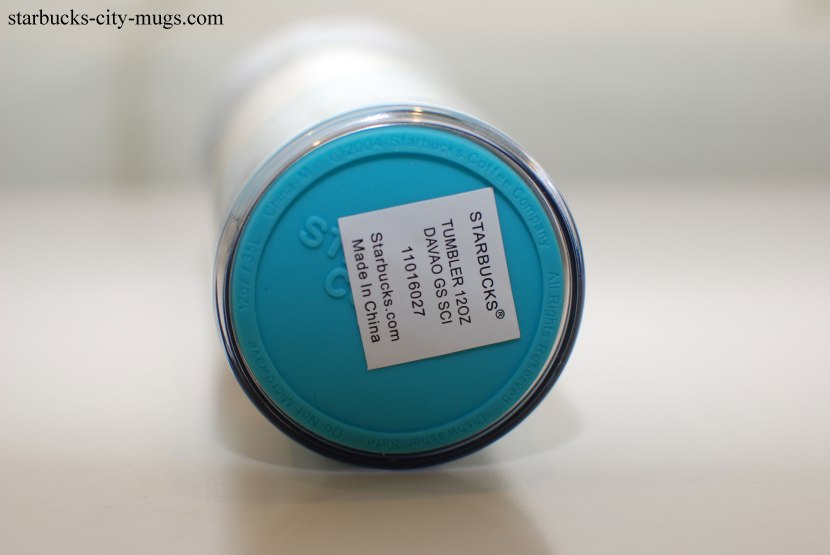 starbucks-city-mugs.com
STARBUCKS®
TUMBLER 12OZ
DAVAO GS SCI
11016027
Starbucks.com
Made In China
©2004 Starbucks Coffee Company
All Rights Reserved
Dishwasher Safe
Do Not Microwave
12oz /.35L
China